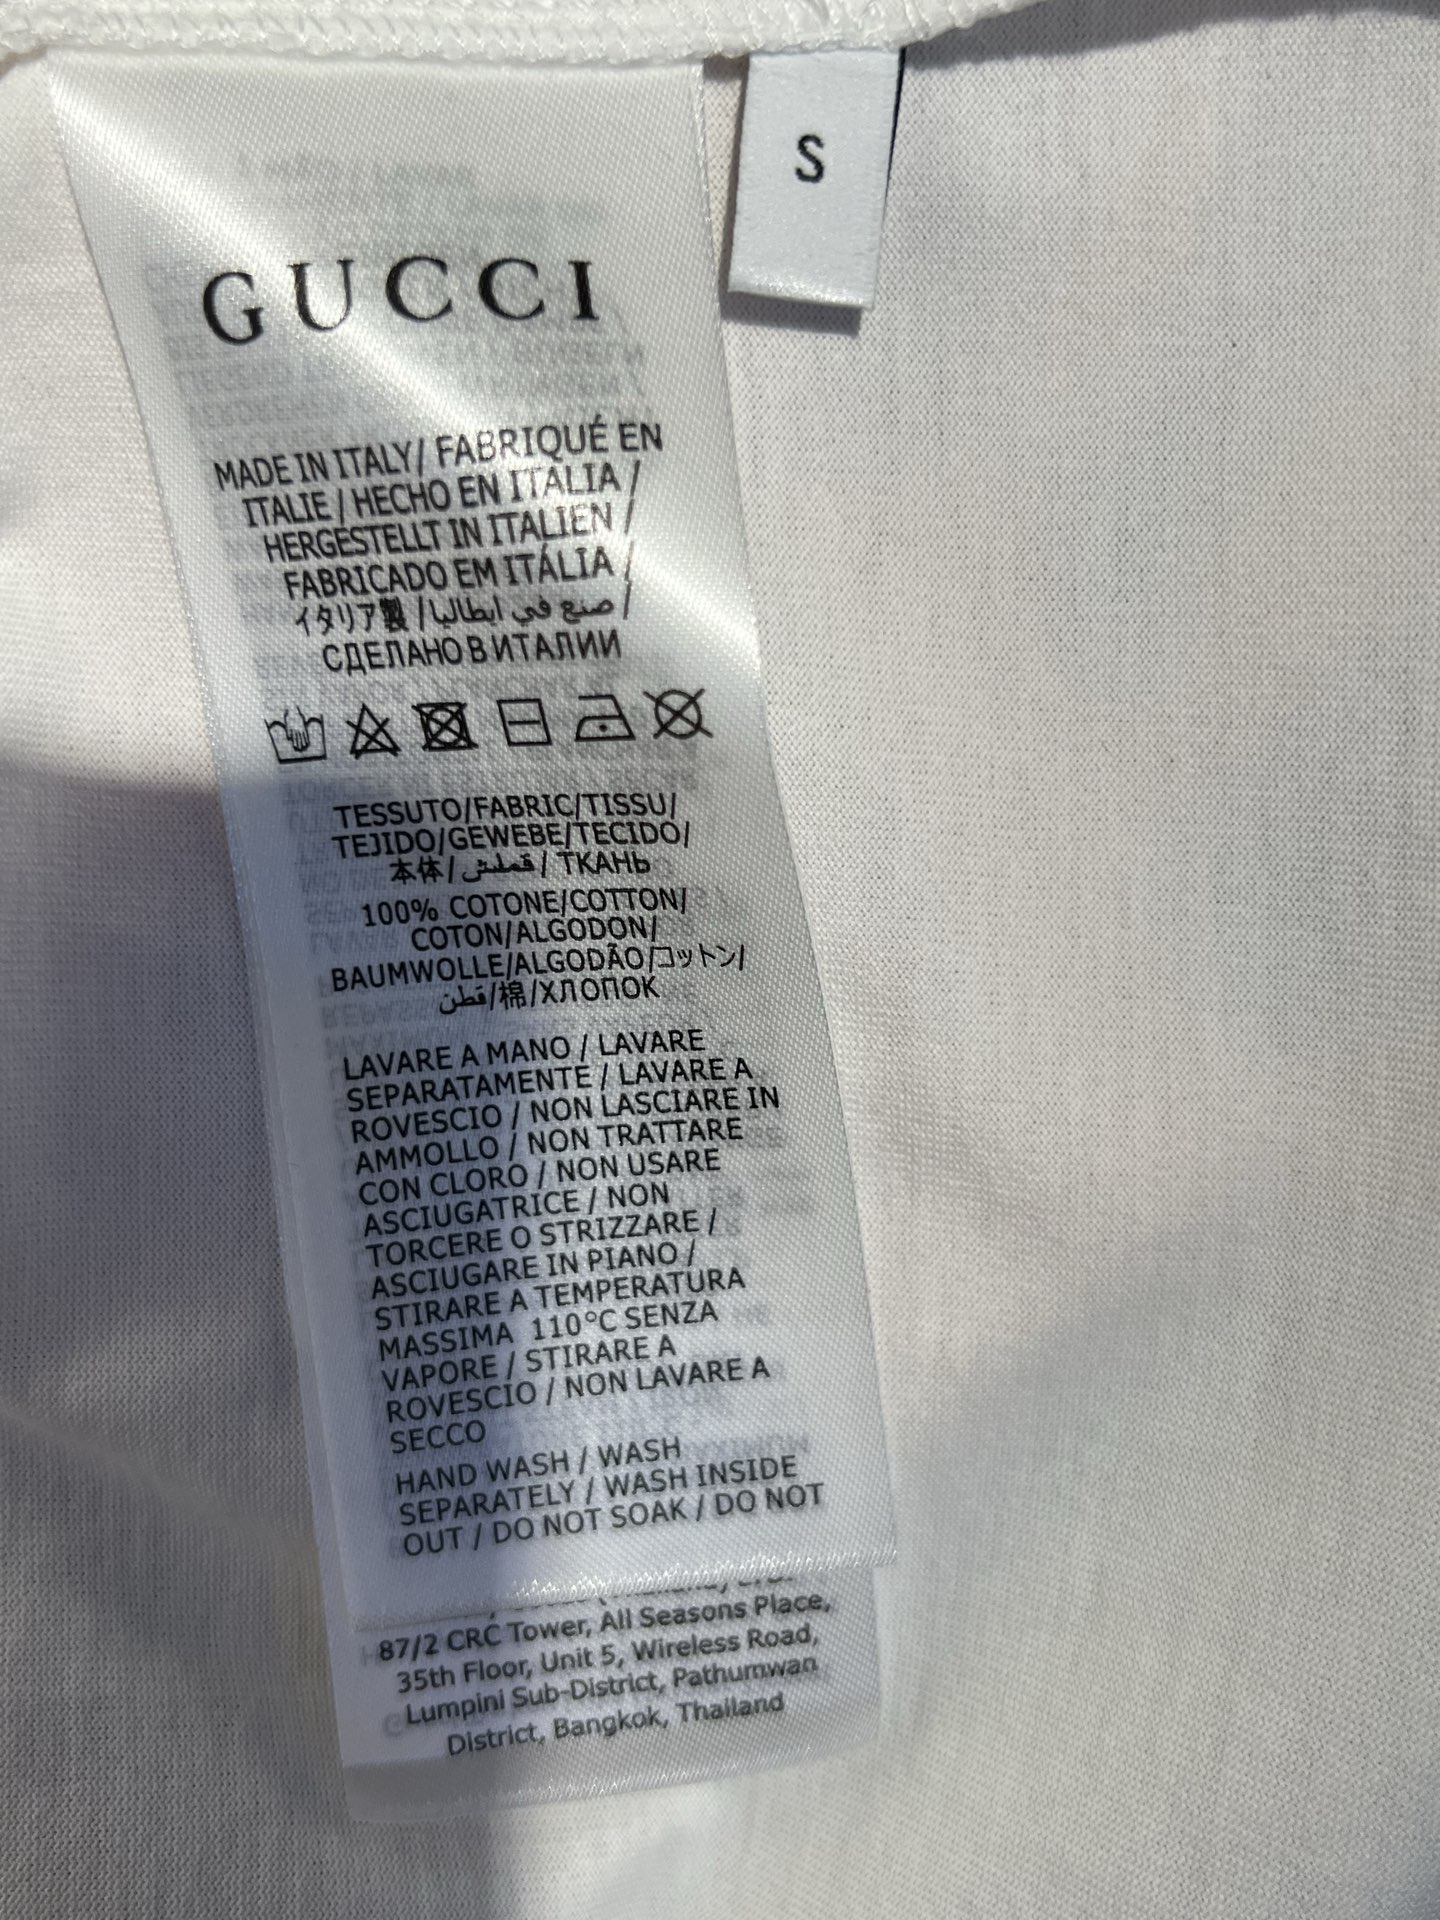 S
GUCCI
MADE IN ITALY/ FABRIQUÉ EN
ITALIE / HECHO EN ITALIA /
HERGESTELLT IN ITALIEN /
FABRICADO EM ITÁLIA /
イタリア製 / صنع في ايطاليا /
СДЕЛАНО В ИТАЛИИ
TESSUTO/FABRIC/TISSU/
TEJIDO/GEWEBE/TECIDO/
本体/ قملش / ТКАНЬ
100% COTONE/COTTON/
COTON/ALGODON/
BAUMWOLLE/ALGODÃO/コットン/
قطن/棉/ХЛОПОК
LAVARE A MANO / LAVARE
SEPARATAMENTE / LAVARE A
ROVESCIO / NON LASCIARE IN
AMMOLLO / NON TRATTARE
CON CLORO / NON USARE
ASCIUGATRICE / NON
TORCERE O STRIZZARE /
ASCIUGARE IN PIANO /
STIRARE A TEMPERATURA
MASSIMA 110°C SENZA
VAPORE / STIRARE A
ROVESCIO / NON LAVARE A
SECCO
HAND WASH / WASH
SEPARATELY / WASH INSIDE
OUT / DO NOT SOAK / DO NOT
87/2 CRC Tower, All Seasons Place,
35th Floor, Unit 5, Wireless Road,
Lumpini Sub-District, Pathumwan
District, Bangkok, Thailand